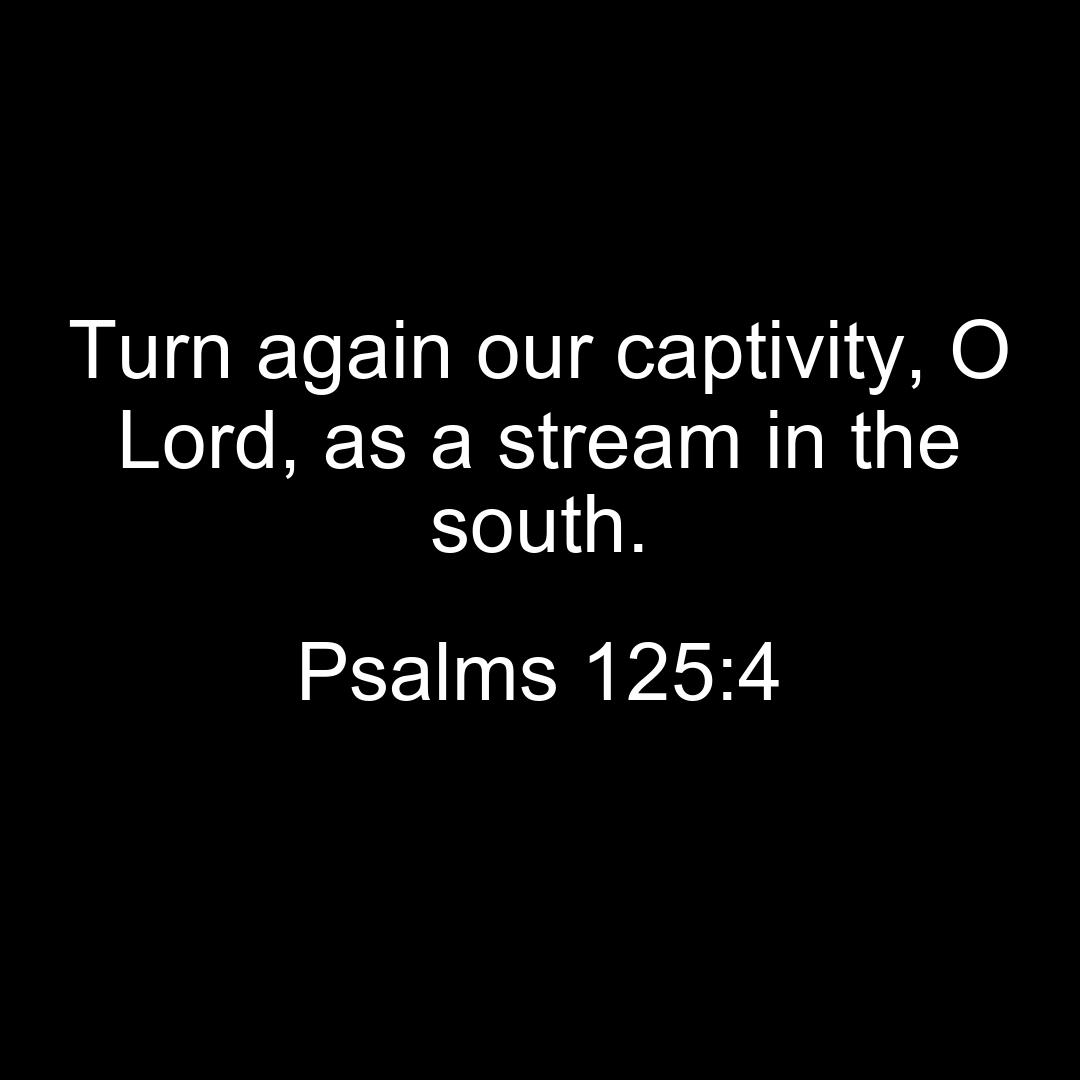 Turn again our captivity, O
Lord, as a stream in the
south.
Psalms 125:4